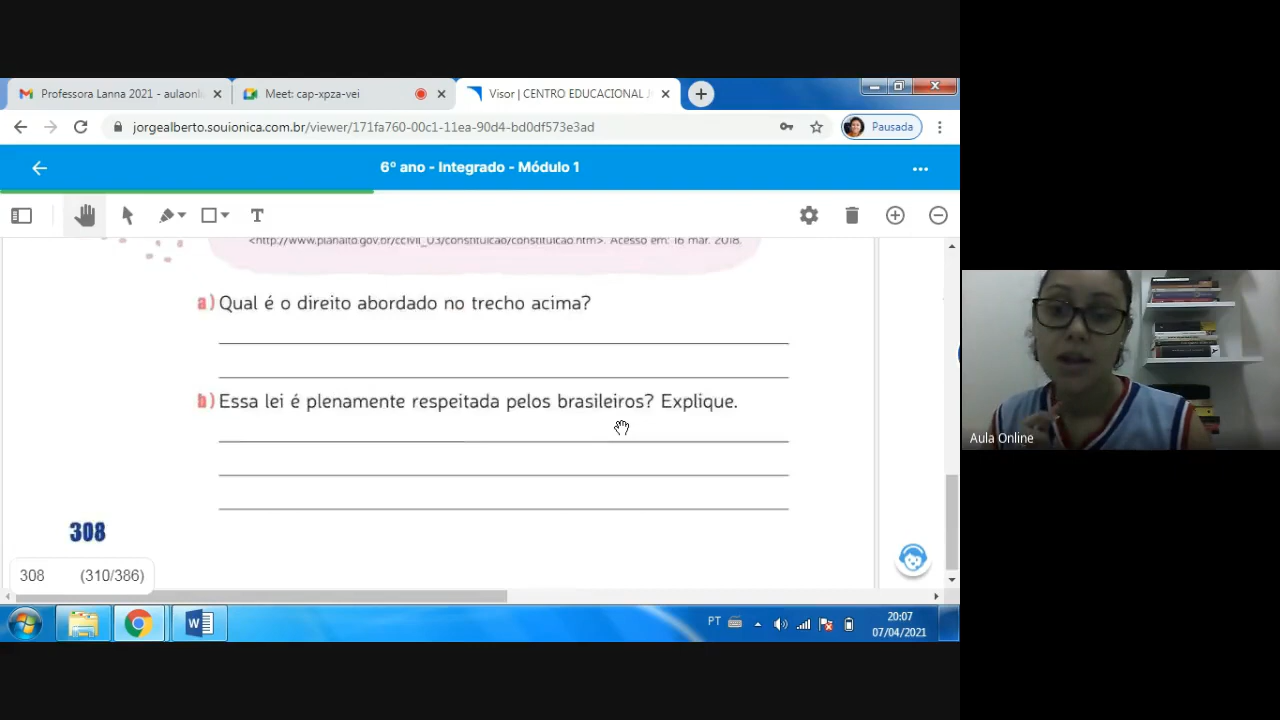 Professora Lanna 2021 - aulaonl
Meet: cap-xpza-vei
Visor | CENTRO EDUCACIONAL J
jorgealberto.souionica.com.br/viewer/171fa760-00c1-11ea-90d4-bd0df573e3ad
Pausada
6º ano - Integrado - Módulo 1
T
<http://www.planalto.gov.br/ccivil_03/constituicao/constituicao.htm>. Acesso em: 16 mar. 2018.
a) Qual é o direito abordado no trecho acima?
b) Essa lei é plenamente respeitada pelos brasileiros? Explique.
308
308 (310/386)
Aula Online
PT
20:07
07/04/2021